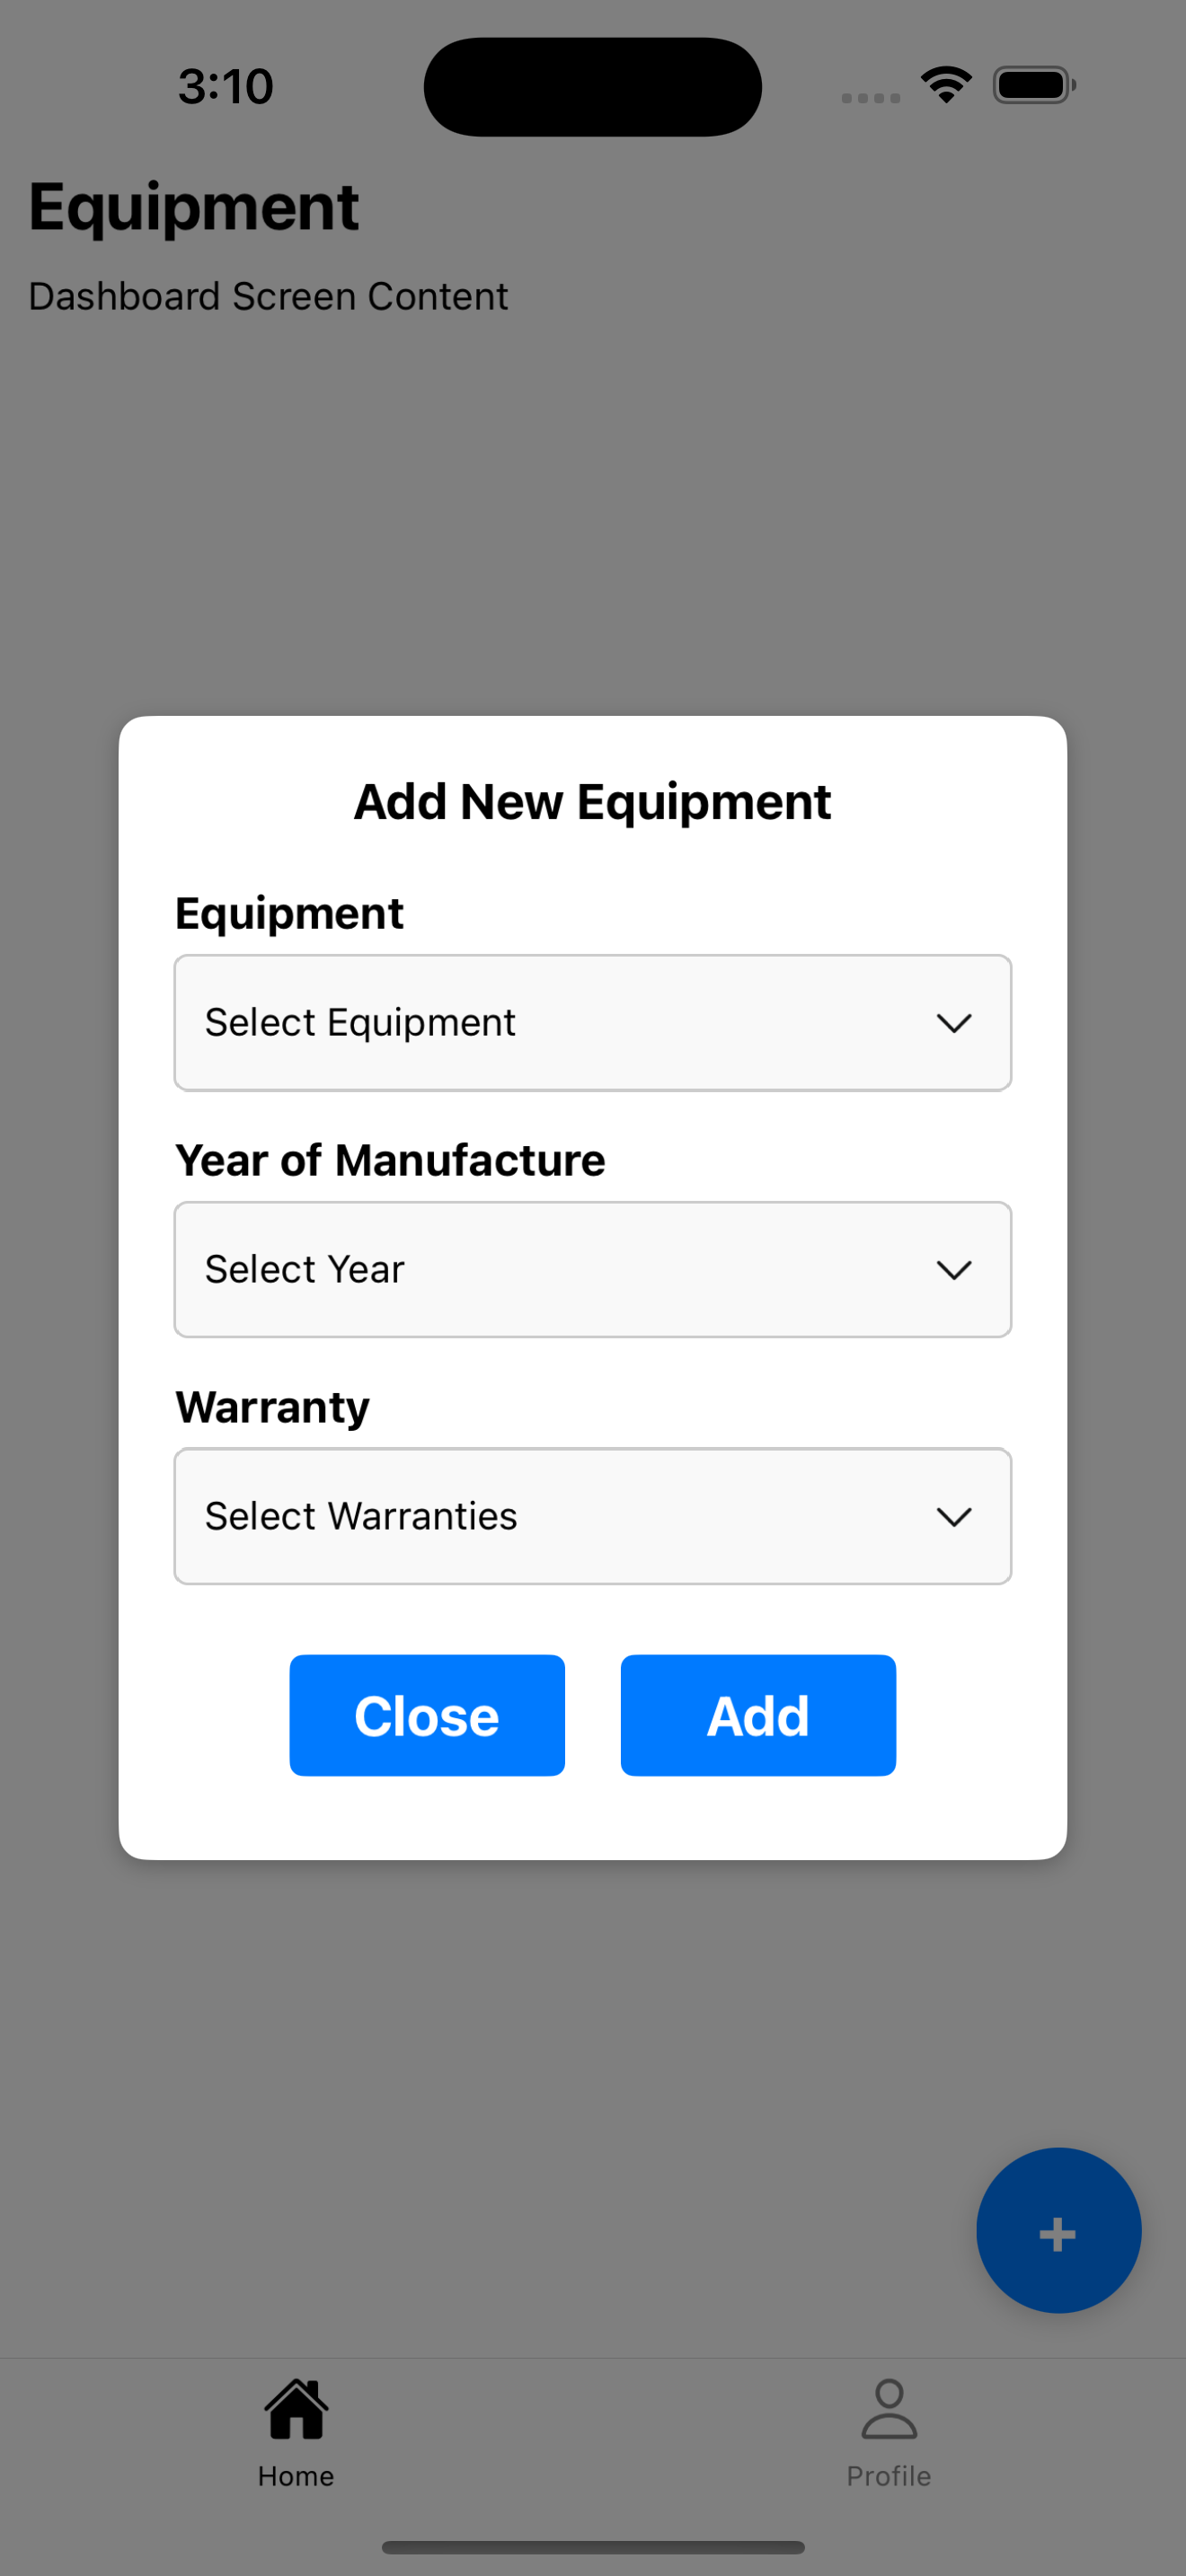 3:10
Equipment
Dashboard Screen Content
Add New Equipment
Equipment
Select Equipment
Year of Manufacture
Select Year
Warranty
Select Warranties
Close Add
+
Home Profile